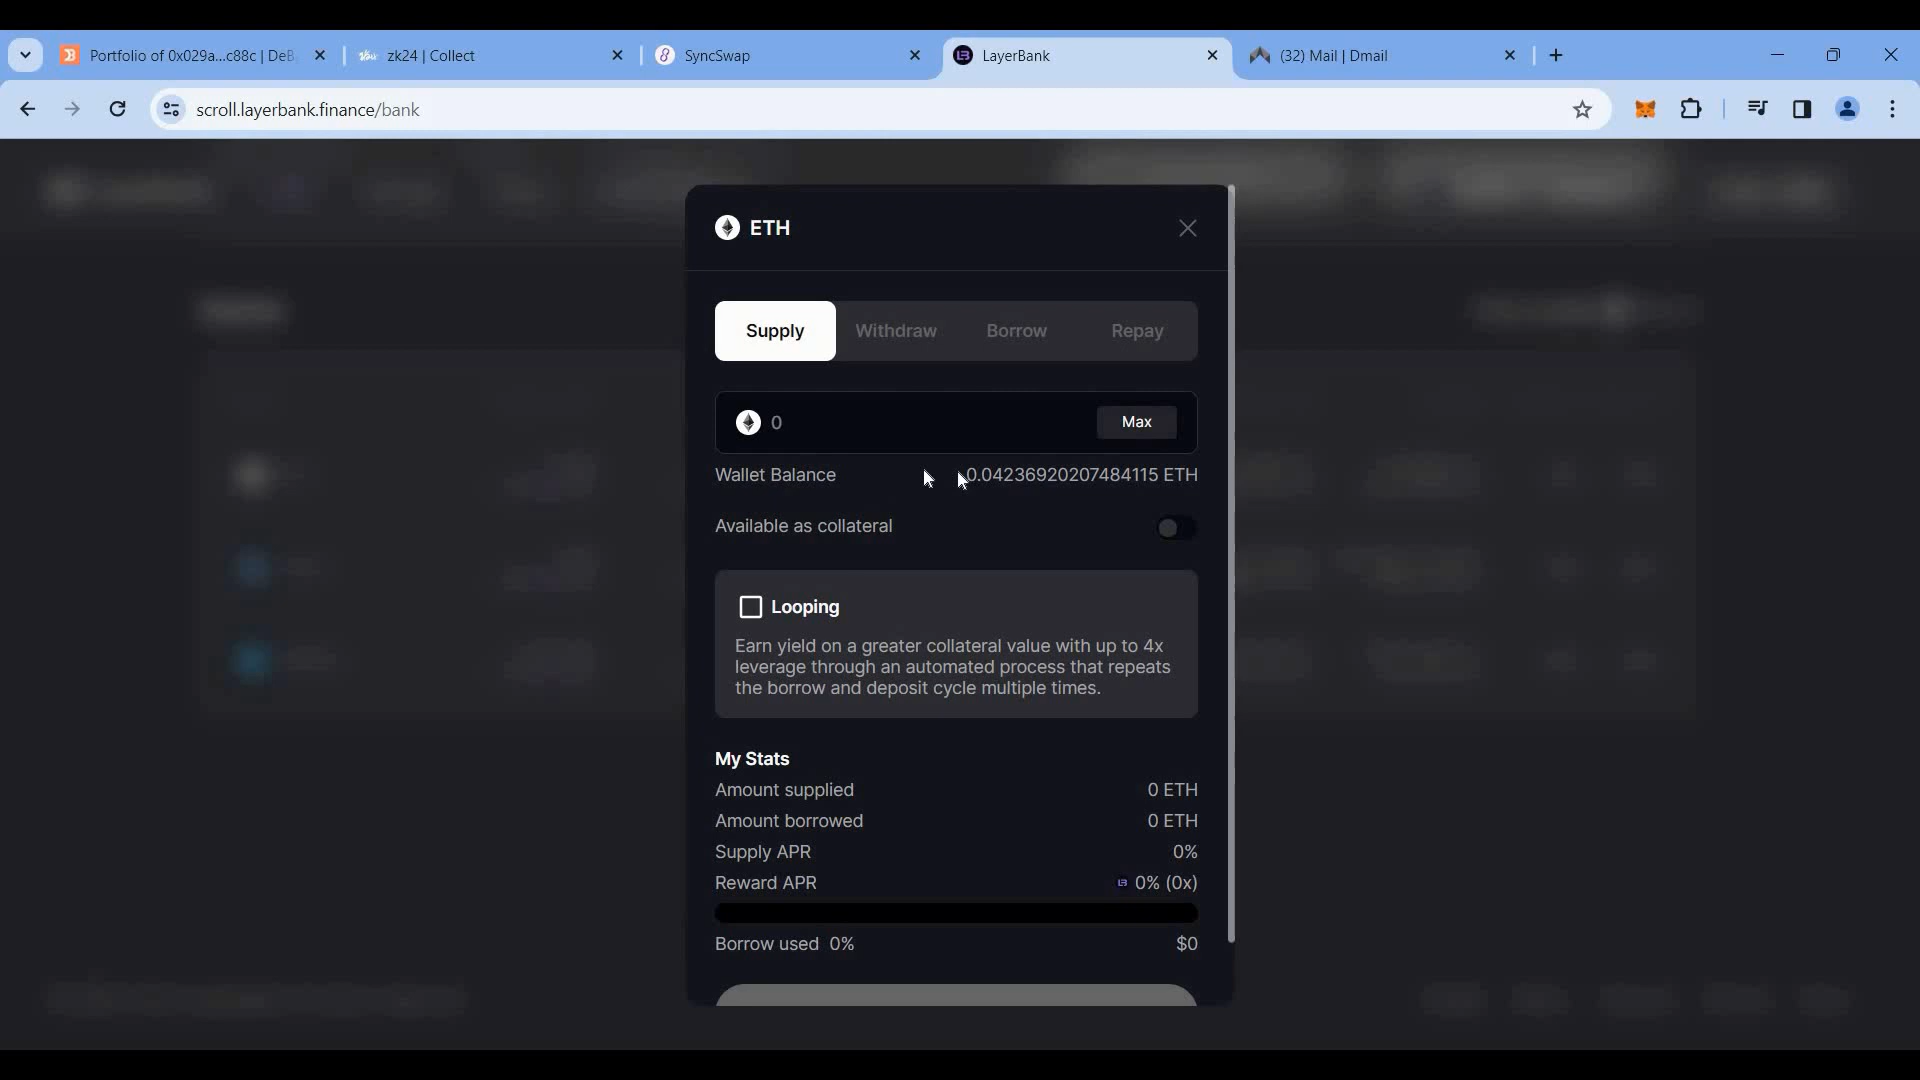 Portfolio of 0x029a...c88c | DeB
zk24 | Collect
SyncSwap
LayerBank
(32) Mail | Dmail
scroll.layerbank.finance/bank
ETH
Supply
Withdraw
Borrow
Repay
0
Max
Wallet Balance
0.04236920207484115 ETH
Available as collateral
Looping
Earn yield on a greater collateral value with up to 4x
leverage through an automated process that repeats
the borrow and deposit cycle multiple times.
My Stats
Amount supplied
0 ETH
Amount borrowed
0 ETH
Supply APR
0%
Reward APR
0% (0x)
Borrow used 0%
$0